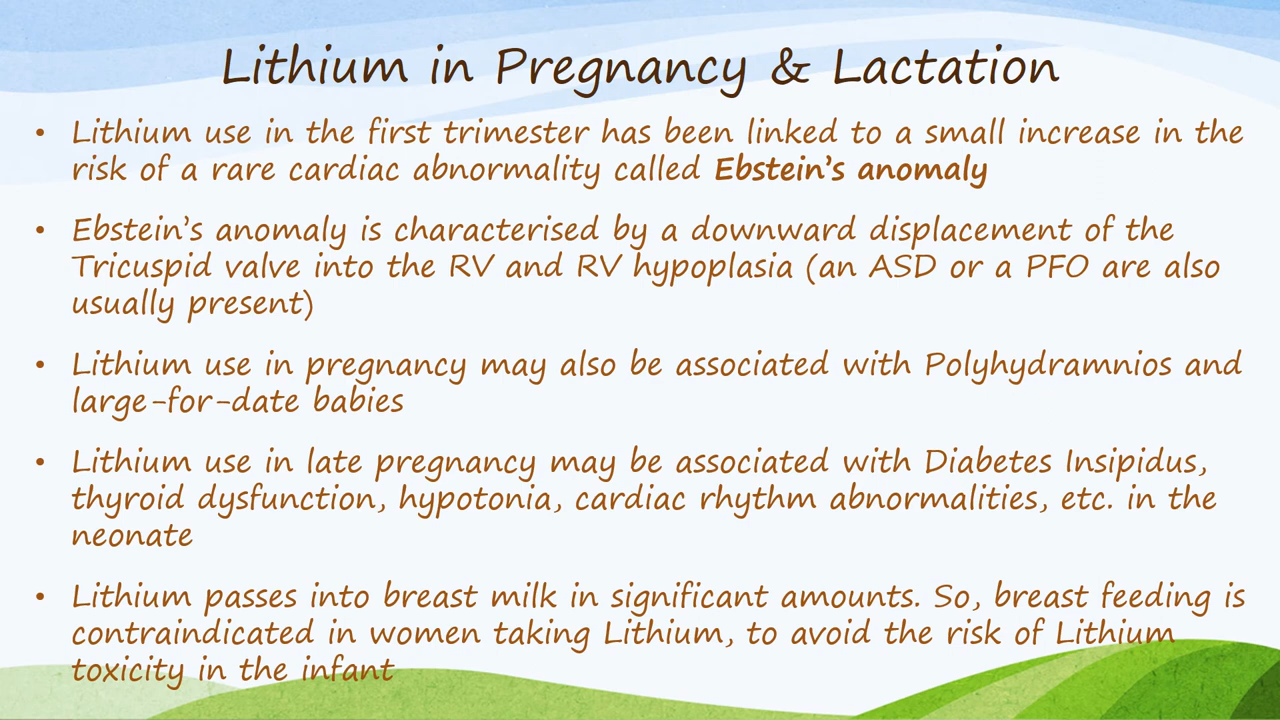 Lithium in Pregnancy & Lactation
• Lithium use in the first trimester has been linked to a small increase in the
risk of a rare cardiac abnormality called Ebstein's anomaly
• Ebstein's anomaly is characterised by a downward displacement of the
Tricuspid valve into the RV and RV hypoplasia (an ASD or a PFO are also
usually present)
• Lithium use in pregnancy may also be associated with Polyhydramnios and
large-for-date babies
• Lithium use in late pregnancy may be associated with Diabetes Insipidus,
thyroid dysfunction, hypotonia, cardiac rhythm abnormalities, etc. in the
neonate
• Lithium passes into breast milk in significant amounts. So, breast feeding is
contraindicated in women taking Lithium, to avoid the risk of Lithium
toxicity in the infant